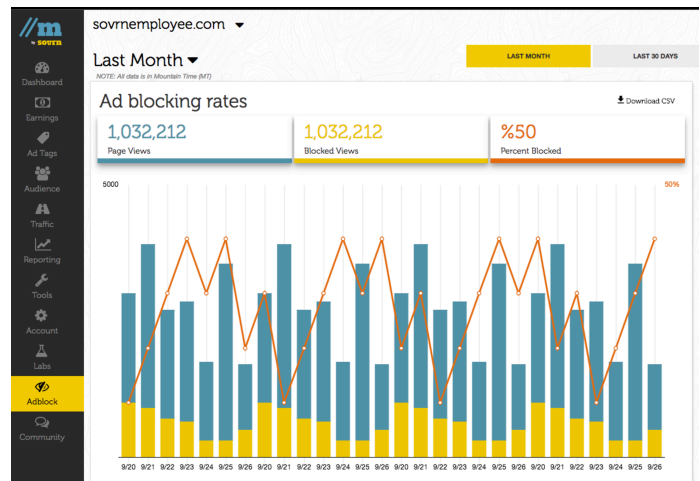 //m
by sovrn
Dashboard
Earnings
Ad Tags
Audience
Traffic
Reporting
Tools
Account
Labs
Adblock
Community
sovrnemployee.com
Last Month
NOTE: All data is in Mountain Time (MT)
LAST MONTH
LAST 30 DAYS
Ad blocking rates
Download CSV
1,032,212
Page Views
1,032,212
Blocked Views
%50
Percent Blocked
5000
50%
9/20 9/21 9/22 9/23 9/24 9/25 9/26 9/20 9/21 9/22 9/23 9/24 9/25 9/26 9/20 9/21 9/22 9/23 9/24 9/25 9/26 9/20 9/21 9/22 9/23 9/24 9/25 9/26